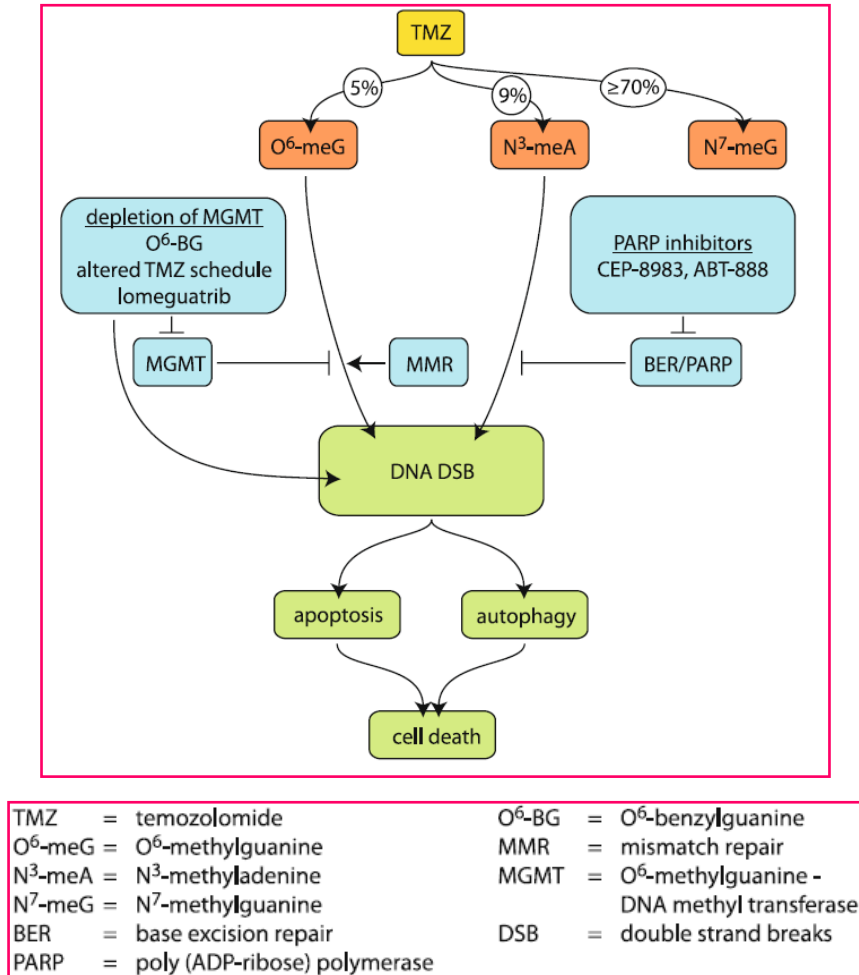 TMZ
5%
9%
≥70%
O⁶-meG
N³-meA
N⁷-meG
depletion of MGMT
O⁶-BG
altered TMZ schedule
lomeguatrib
PARP inhibitors
CEP-8983, ABT-888
MGMT
MMR
BER/PARP
DNA DSB
apoptosis
autophagy
cell death
TMZ = temozolomide
O⁶-meG = O⁶-methylguanine
N³-meA = N³-methyladenine
N⁷-meG = N⁷-methylguanine
BER = base excision repair
PARP = poly (ADP-ribose) polymerase
O⁶-BG = O⁶-benzylguanine
MMR = mismatch repair
MGMT = O⁶-methylguanine -
DNA methyl transferase
DSB = double strand breaks